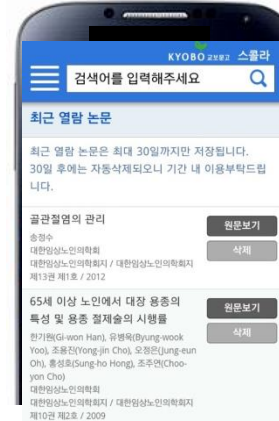 KYOBO 교보문고 스콜라
검색어를 입력해주세요
최근 열람 논문
최근 열람 논문은 최대 30일까지만 저장됩니다.
30일 후에는 자동삭제되오니 기간 내 이용부탁드립
니다.
골관절염의 관리
원문보기
송정수
삭제
대한임상노인의학회
대한임상노인의학회지 / 대한임상노인의학회지
제13권 제1호 / 2012
65세 이상 노인에서 대장 용종의
특성 및 용종 절제술의 시행률
원문보기
한기원(Gi-won Han), 유병욱(Byung-wook
삭제
Yoo), 조용진(Yong-jin Cho), 오정은(Jung-eun
Oh), 홍성호(Sung-ho Hong), 조주연(Choo-
yon Cho)
대한임상노인의학회
대한임상노인의학회지 / 대한임상노인의학회지
제10권 제2호 / 2009